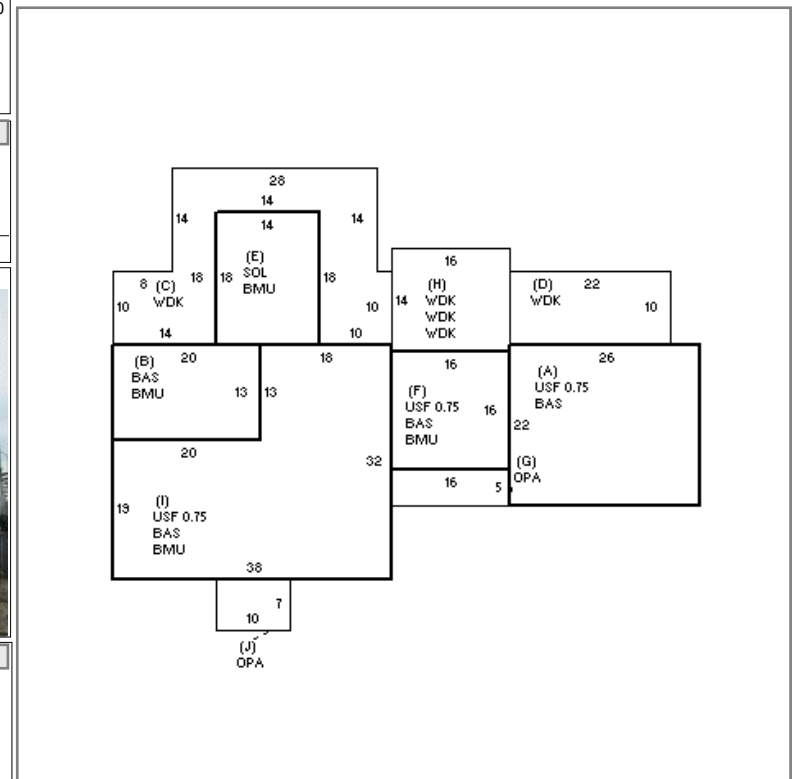 28
14
14
14
14
(E)
SOL
BMU
18
18
18
8
(C)
WDK
10
14
10
10
16
(H)
WDK
WDK
WDK
14
(D)
WDK
22
10
(B)
BAS
BMU
20
13
13
18
16
(F)
USF 0.75
BAS
BMU
16
26
(A)
USF 0.75
BAS
22
(G)
OPA
20
32
16
5
19
(I)
USF 0.75
BAS
BMU
38
7
10
(J)
OPA